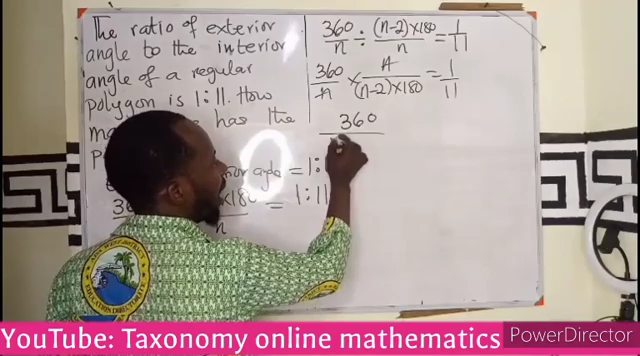 The ratio of exterior
angle to the interior
angle of a regular
polygon is 1:11. How
has the
angle = 1:
×180 = 1:11
n
360/n ÷ (n-2)×180/n = 1/11
360/n × n/(n-2)×180 = 1/11
360
YouTube: Taxonomy online mathematics
PowerDirector